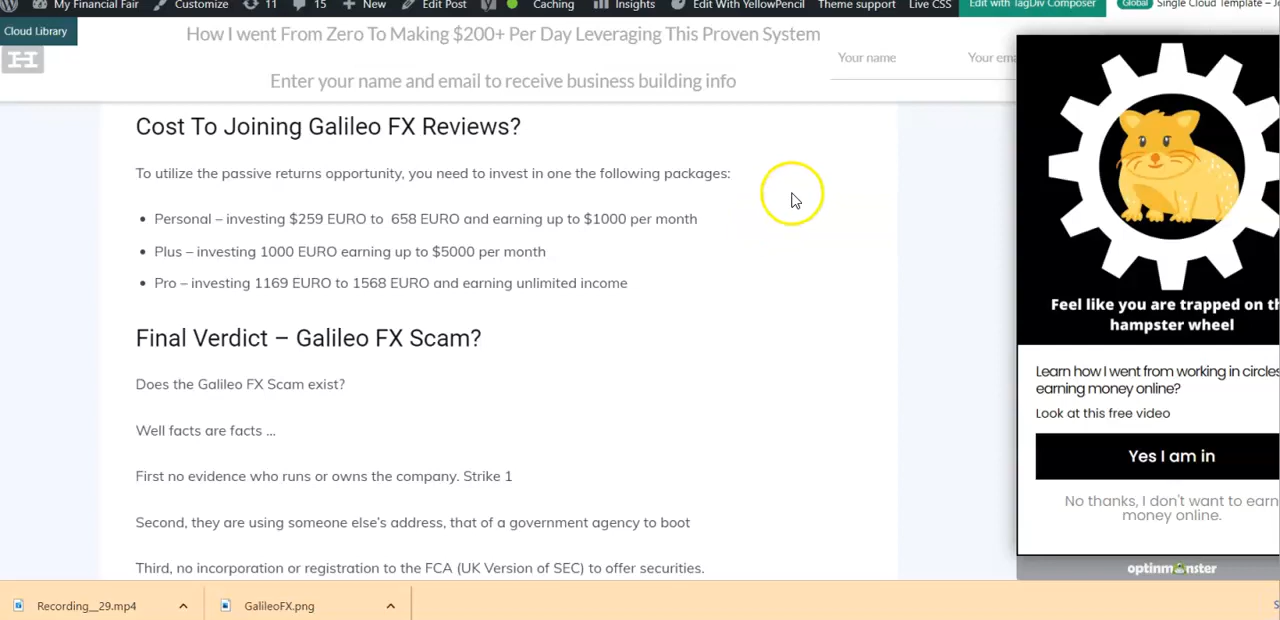 My Financial Fair
Customize
11
15
New
Edit Post
Caching
Insights
Edit With YellowPencil
Theme support
Live CSS
Edit with TagDiv Composer
Global
Single Cloud Template –
Cloud Library
How I went From Zero To Making $200+ Per Day Leveraging This Proven System
Your name
Your ema
Enter your name and email to receive business building info
Cost To Joining Galileo FX Reviews?
To utilize the passive returns opportunity, you need to invest in one the following packages:
Personal – investing $259 EURO to 658 EURO and earning up to $1000 per month
Plus – investing 1000 EURO earning up to $5000 per month
Pro – investing 1169 EURO to 1568 EURO and earning unlimited income
Final Verdict – Galileo FX Scam?
Does the Galileo FX Scam exist?
Well facts are facts ...
First no evidence who runs or owns the company. Strike 1
Second, they are using someone else's address, that of a government agency to boot
Third, no incorporation or registration to the FCA (UK Version of SEC) to offer securities.
Feel like you are trapped on th
hampster wheel
Learn how I went from working in circles
earning money online?
Look at this free video
Yes I am in
No thanks, I don't want to earn
money online.
optinmonster
Recording_29.mp4
GalileoFX.png
S